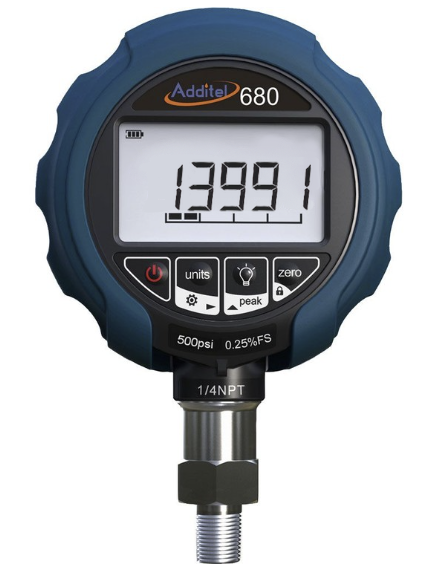 Additel 680
13991
units
zero
peak
500psi 0.25%FS
1/4NPT